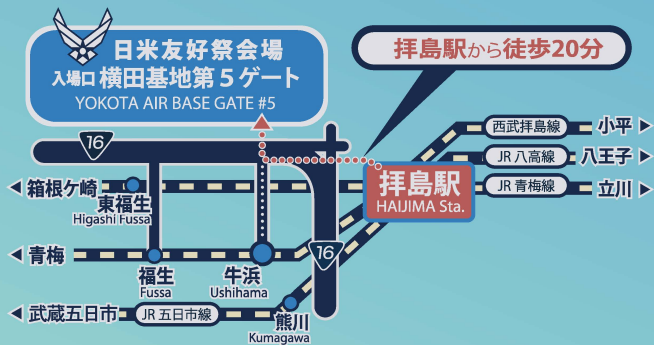 日米友好祭会場
入場口 横田基地第5ゲート
YOKOTA AIR BASE GATE #5
拝島駅から徒歩20分
16
西武拝島線
小平
JR 八高線
八王子
JR 青梅線
立川
拝島駅
HAIJIMA Sta.
箱根ケ崎
東福生
Higashi Fussa
青梅
福生
Fussa
牛浜
Ushihama
16
武蔵五日市
JR 五日市線
熊川
Kumagawa